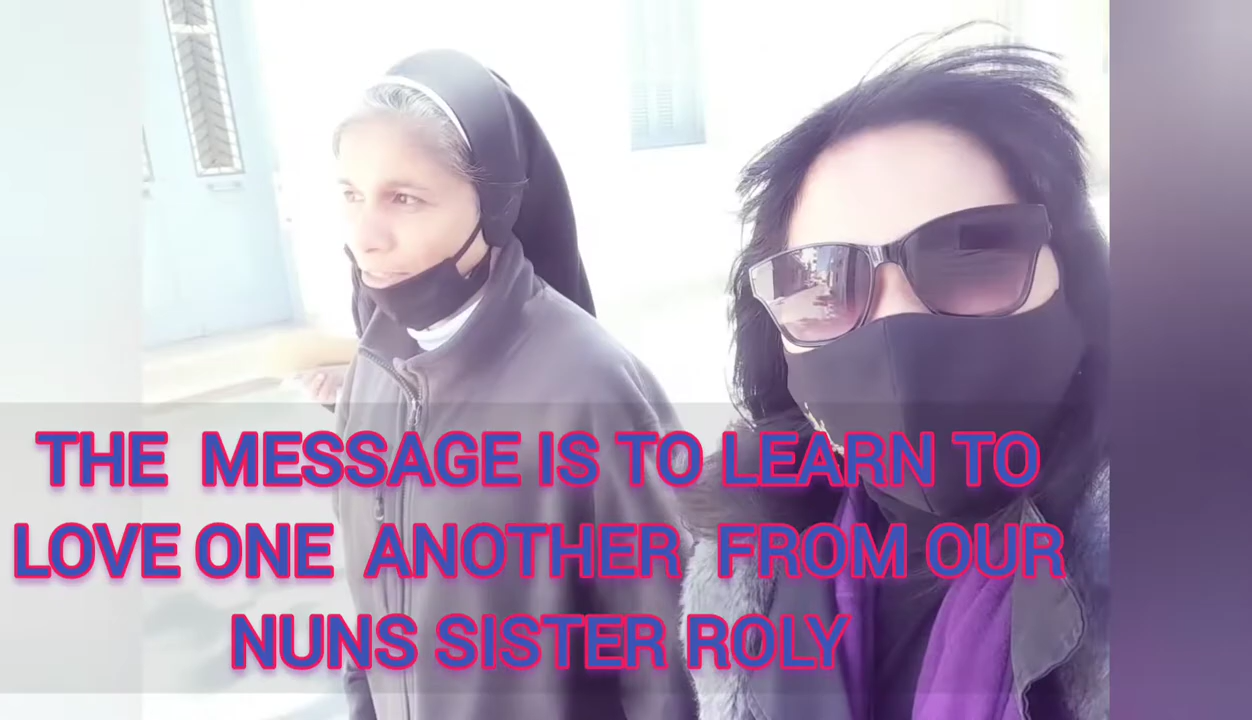 THE MESSAGE IS TO LEARN TO
LOVE ONE ANOTHER FROM OUR
NUNS SISTER ROLY